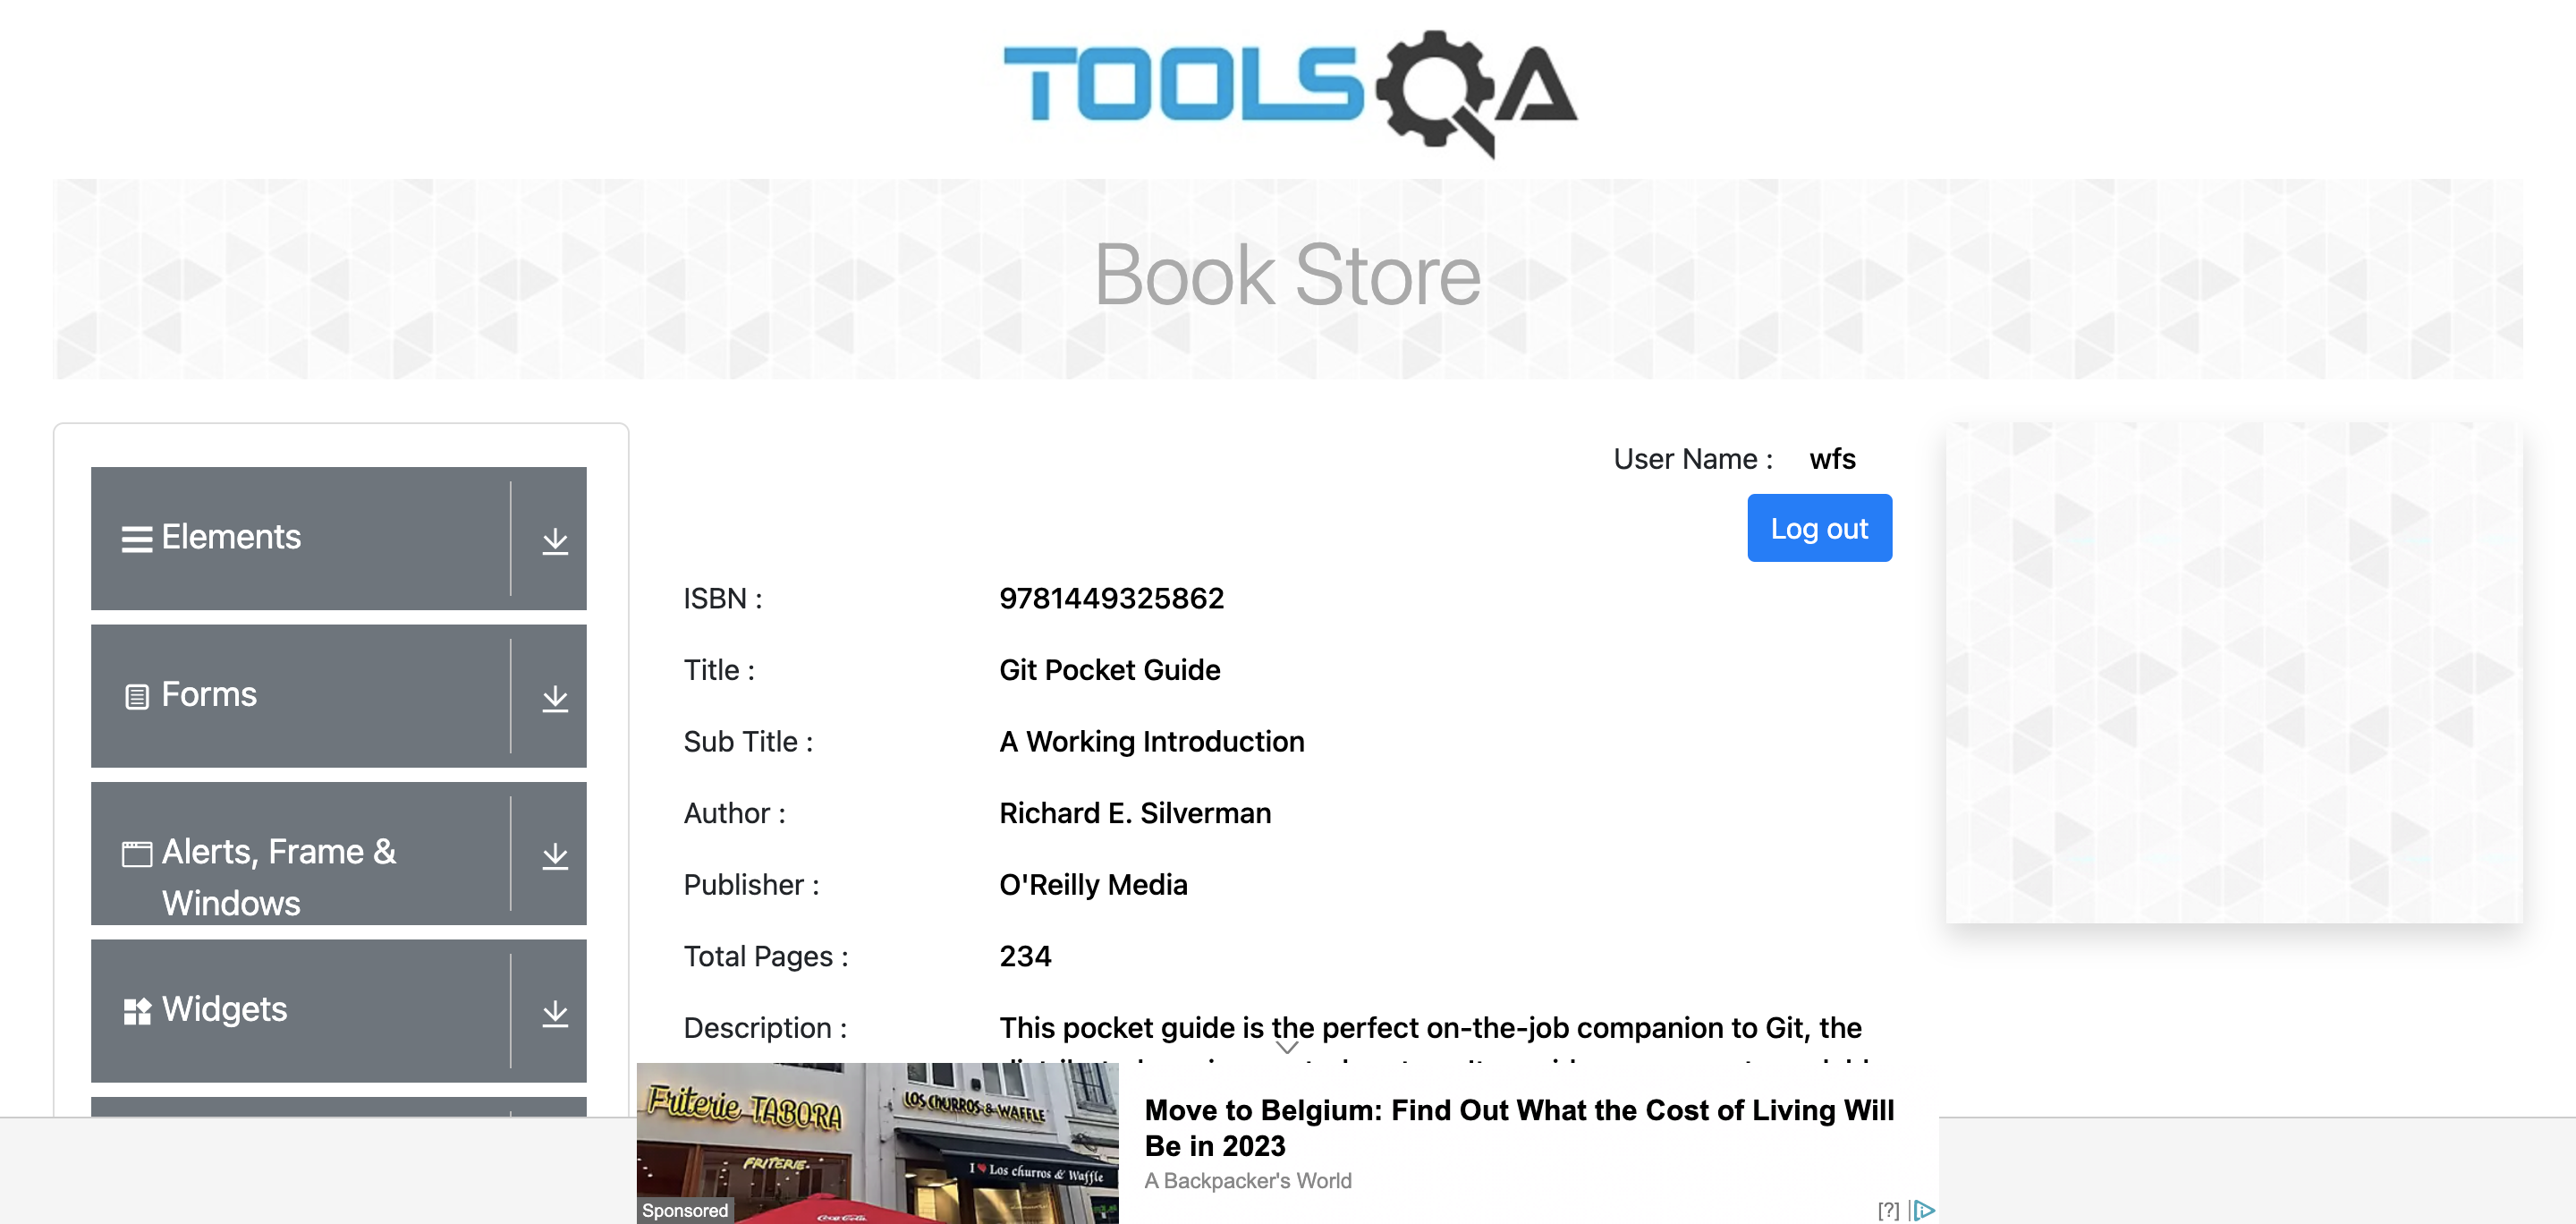 TOOLSQA
Book Store
User Name : wfs
Log out
Elements
Forms
Alerts, Frame &
Windows
Widgets
ISBN : 9781449325862
Title : Git Pocket Guide
Sub Title : A Working Introduction
Author : Richard E. Silverman
Publisher : O'Reilly Media
Total Pages : 234
Description : This pocket guide is the perfect on-the-job companion to Git, the
Friterie TABORA
LOS CHURROS & WAFFLE
FRITERIE
I ♥ Los churros & Waffle
Coca-Cola
Sponsored
Move to Belgium: Find Out What the Cost of Living Will
Be in 2023
A Backpacker's World
[?]